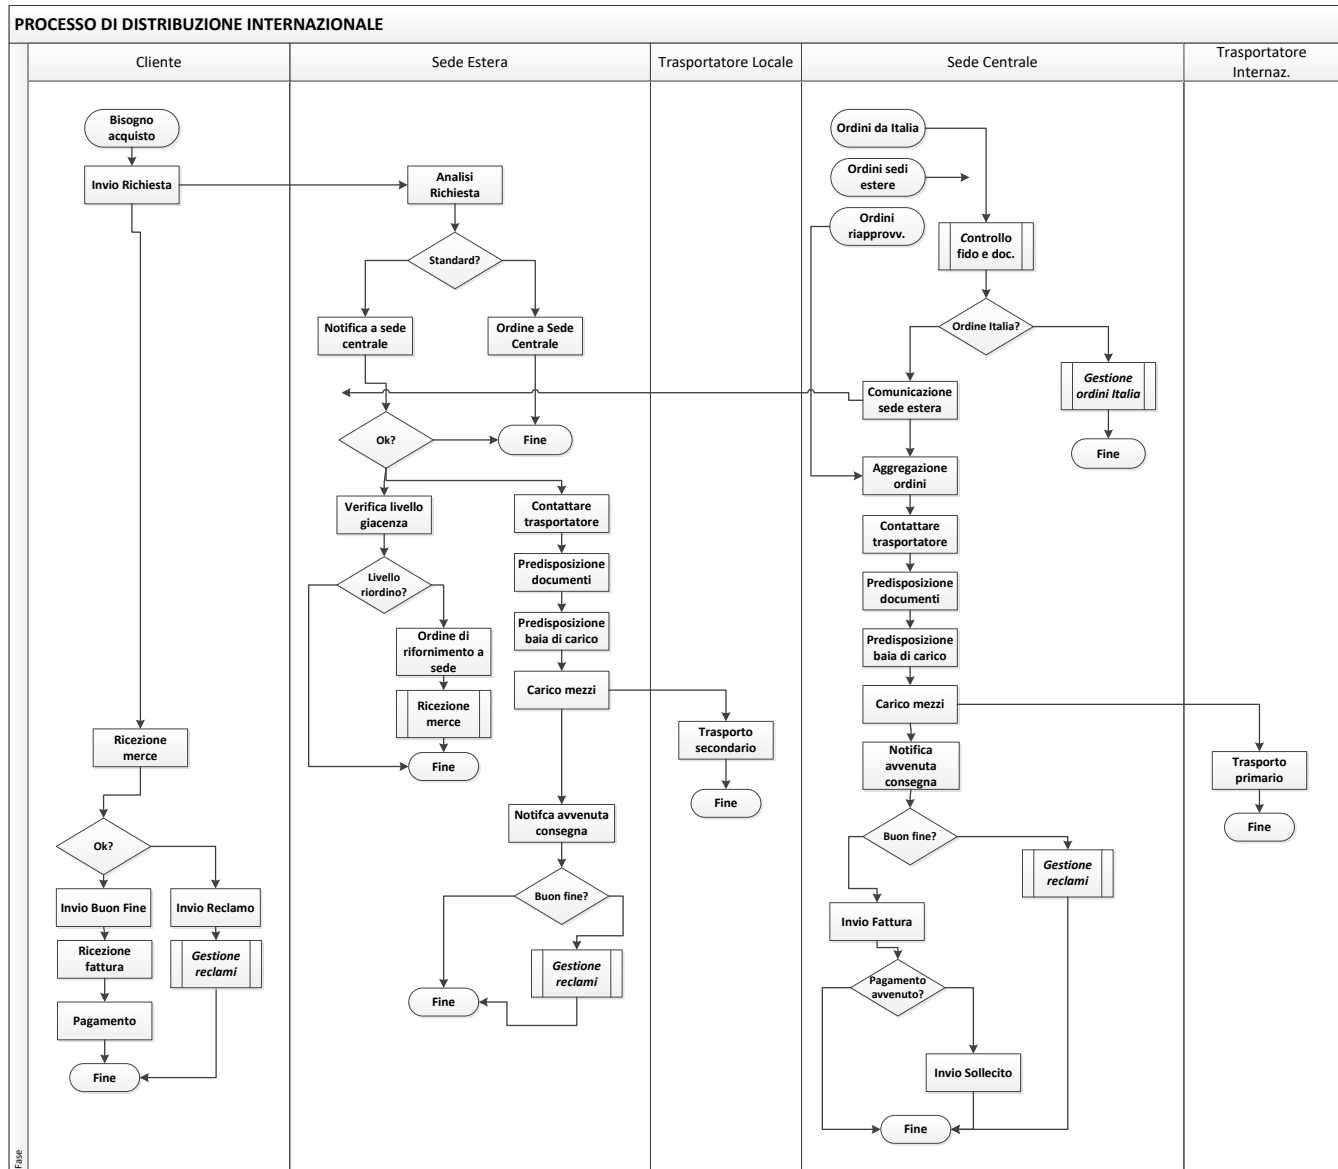 PROCESSO DI DISTRIBUZIONE INTERNAZIONALE
Cliente
Sede Estera
Trasportatore Locale
Sede Centrale
Trasportatore
Internaz.
Bisogno
acquisto
Invio Richiesta
Ricezione
merce
Ok?
Invio Buon Fine
Invio Reclamo
Ricezione
fattura
Gestione
reclami
Pagamento
Fine
Analisi
Richiesta
Standard?
Notifica a sede
centrale
Ordine a Sede
Centrale
Ok?
Fine
Verifica livello
giacenza
Contattare
trasportatore
Livello
riordino?
Predisposizione
documenti
Ordine di
rifornimento a
sede
Predisposizione
baia di carico
Ricezione
merce
Carico mezzi
Fine
Notifca avvenuta
consegna
Buon fine?
Gestione
reclami
Fine
Trasporto
secondario
Fine
Ordini da Italia
Ordini sedi
estere
Ordini
riapprovv.
Controllo
fido e doc.
Ordine Italia?
Gestione
ordini Italia
Fine
Comunicazione
sede estera
Aggregazione
ordini
Contattare
trasportatore
Predisposizione
documenti
Predisposizione
baia di carico
Carico mezzi
Notifica
avvenuta
consegna
Buon fine?
Gestione
reclami
Invio Fattura
Pagamento
avvenuto?
Invio Sollecito
Fine
Trasporto
primario
Fine
Fase